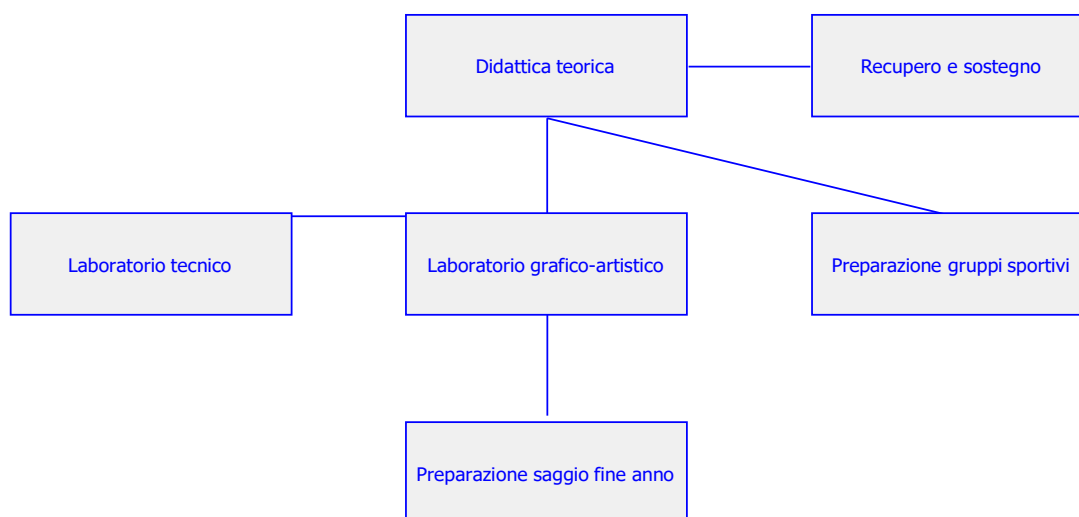 Didattica teorica
Recupero e sostegno
Laboratorio tecnico
Laboratorio grafico-artistico
Preparazione gruppi sportivi
Preparazione saggio fine anno